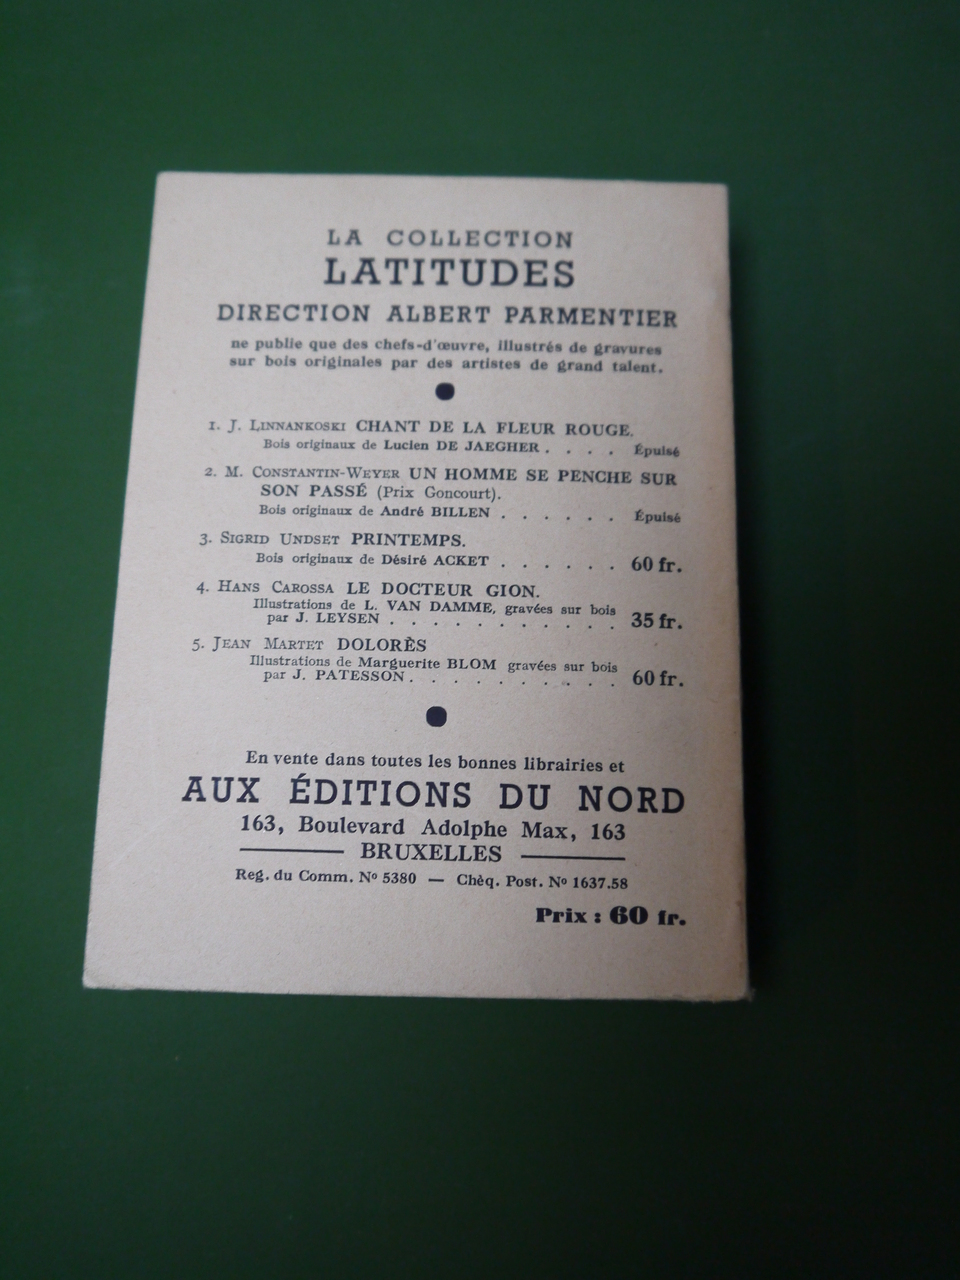 LA COLLECTION
LATITUDES
DIRECTION ALBERT PARMENTIER
ne publie que des chefs-d'œuvre, illustrés de gravures
sur bois originales par des artistes de grand talent.
1. J. LINNANKOSKI CHANT DE LA FLEUR ROUGE.
Bois originaux de Lucien DE JAEGHER . . . . Épuisé
2. M. CONSTANTIN-WEYER UN HOMME SE PENCHE SUR
SON PASSÉ (Prix Goncourt).
Bois originaux de André BILLEN . . . . . . Épuisé
3. SIGRID UNDSET PRINTEMPS.
Bois originaux de Désiré ACKET . . . . . . 60 fr.
4. HANS CAROSSA LE DOCTEUR GION.
Illustrations de L. VAN DAMME, gravées sur bois
par J. LEYSEN . . . . . . . . . . . 35 fr.
5. JEAN MARTET DOLORÈS
Illustrations de Marguerite BLOM gravées sur bois
par J. PATESSON . . . . . . . . . . 60 fr.
En vente dans toutes les bonnes librairies et
AUX ÉDITIONS DU NORD
163, Boulevard Adolphe Max, 163
BRUXELLES
Reg. du Comm. Nº 5380 — Chèq. Post. Nº 1637.58
Prix : 60 fr.